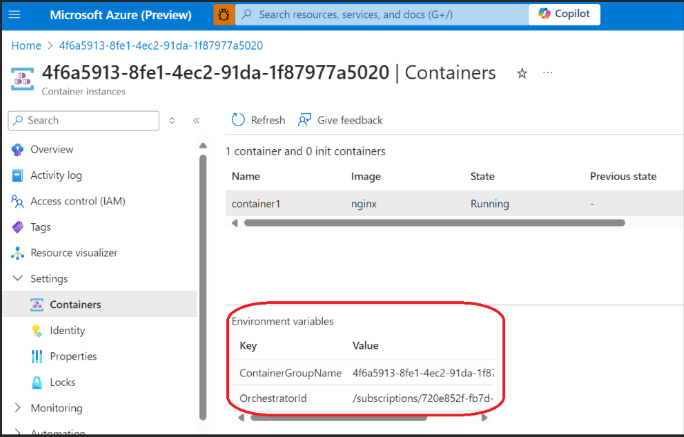 Microsoft Azure (Preview)
Search resources, services, and docs (G+/)
Copilot
Home > 4f6a5913-8fe1-4ec2-91da-1f87977a5020
4f6a5913-8fe1-4ec2-91da-1f87977a5020 | Containers
Container instances
Search
Overview
Activity log
Access control (IAM)
Tags
Resource visualizer
Settings
Containers
Identity
Properties
Locks
Monitoring
Automation
Refresh Give feedback
1 container and 0 init containers
Name Image State Previous state
container1 nginx Running -
Environment variables
Key Value
ContainerGroupName 4f6a5913-8fe1-4ec2-91da-1f87
OrchestratorId /subscriptions/720e852f-fb7d-